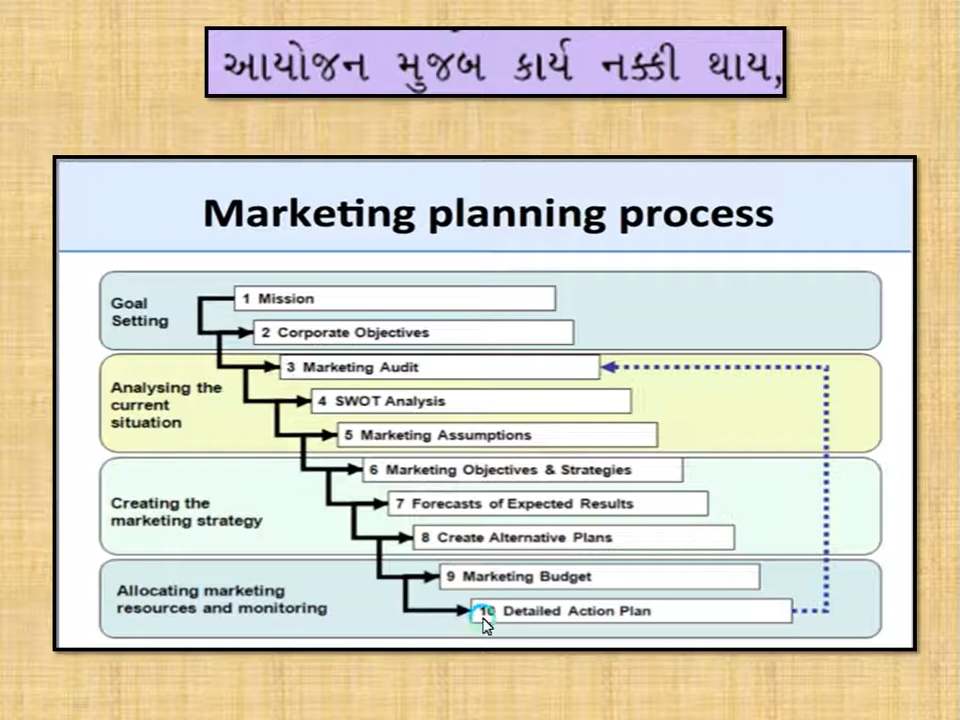 આયોજન મુજબ કાર્ય નક્કી થાય,
Marketing planning process
Goal
Setting
1 Mission
2 Corporate Objectives
Analysing the
current
situation
3 Marketing Audit
4 SWOT Analysis
5 Marketing Assumptions
Creating the
marketing strategy
6 Marketing Objectives & Strategies
7 Forecasts of Expected Results
8 Create Alternative Plans
Allocating marketing
resources and monitoring
9 Marketing Budget
10 Detailed Action Plan